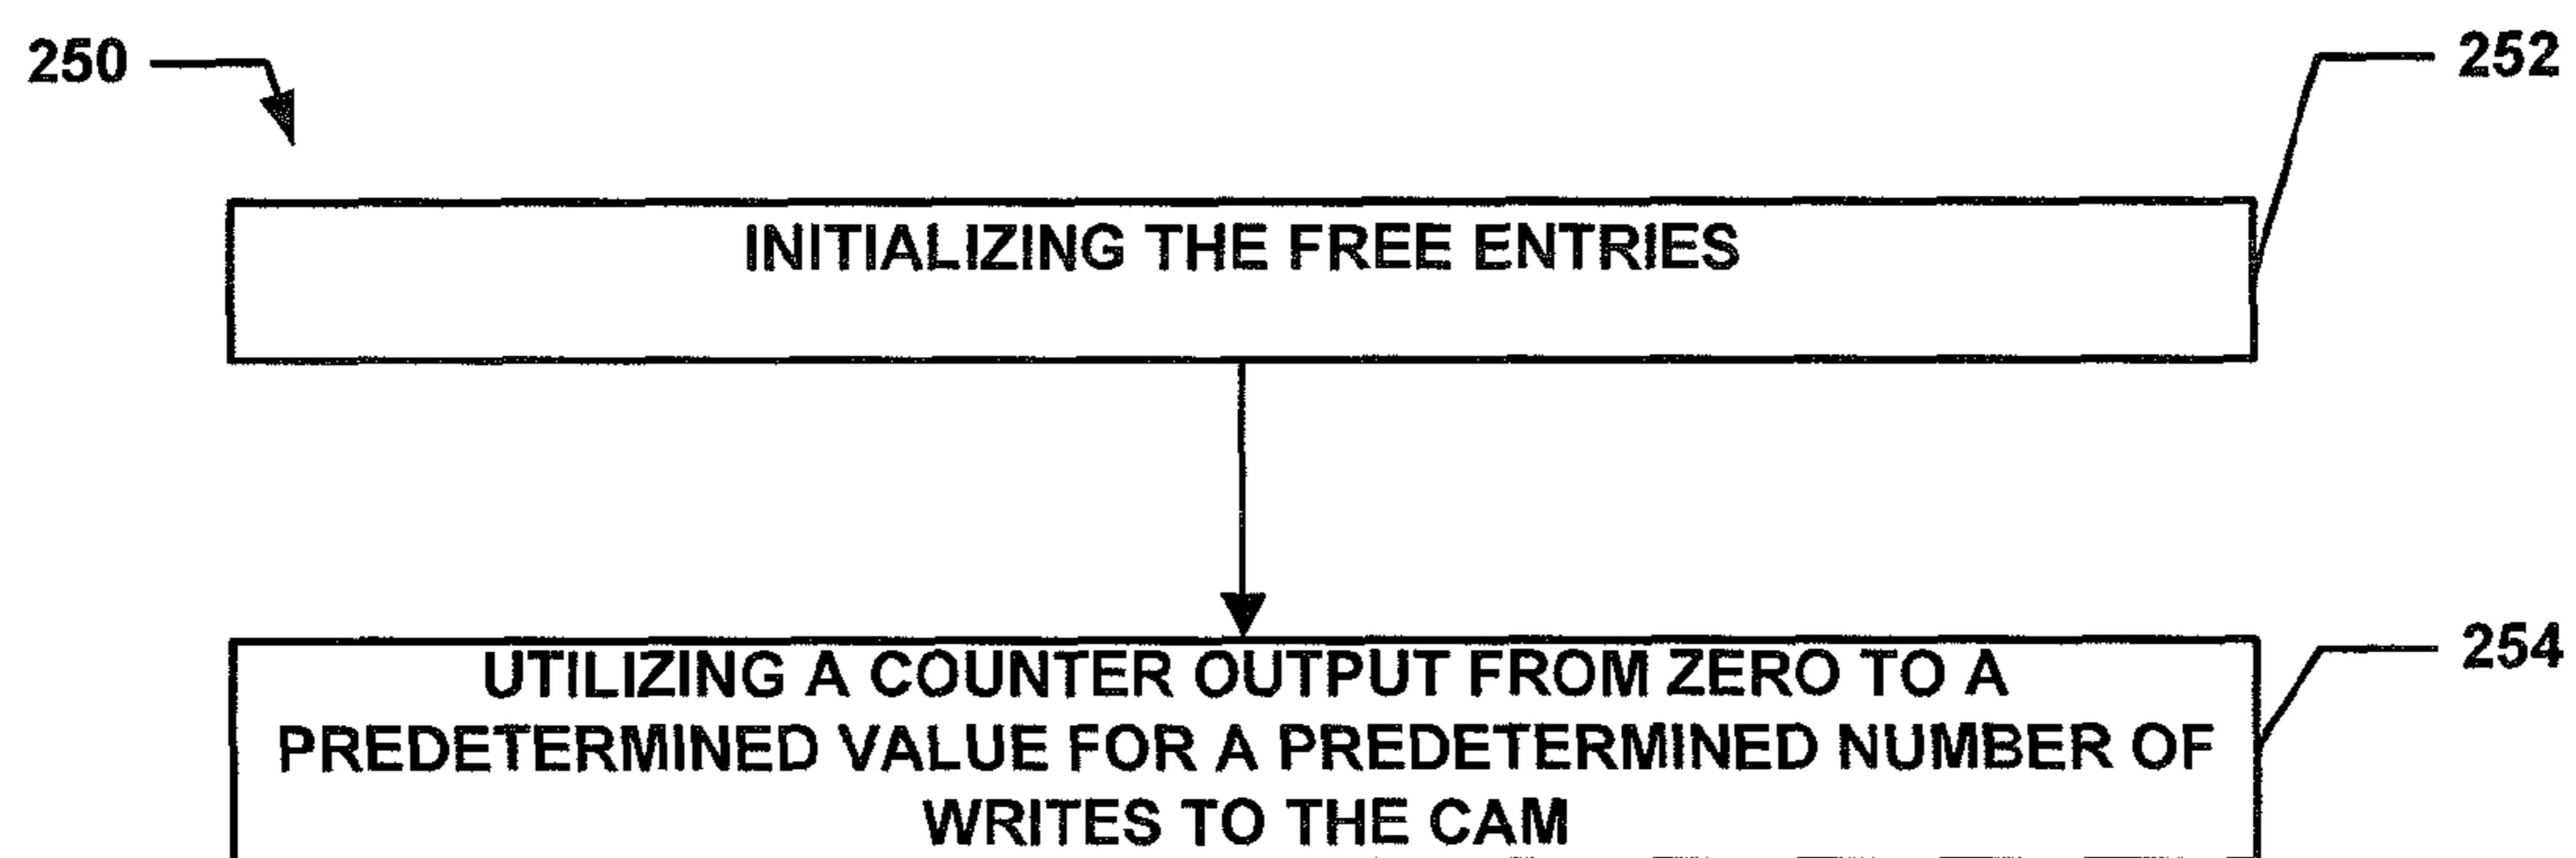 250
252
INITIALIZING THE FREE ENTRIES
254
UTILIZING A COUNTER OUTPUT FROM ZERO TO A
PREDETERMINED VALUE FOR A PREDETERMINED NUMBER OF
WRITES TO THE CAM